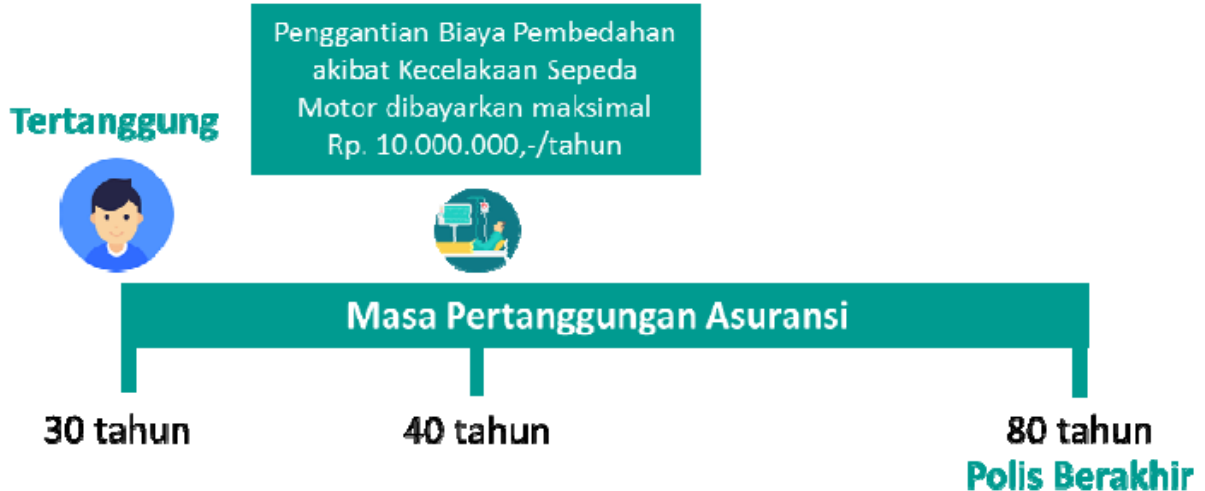 Penggantian Biaya Pembedahan
akibat Kecelakaan Sepeda
Motor dibayarkan maksimal
Rp. 10.000.000,-/tahun
Tertanggung
Masa Pertanggungan Asuransi
30 tahun
40 tahun
80 tahun
Polis Berakhir